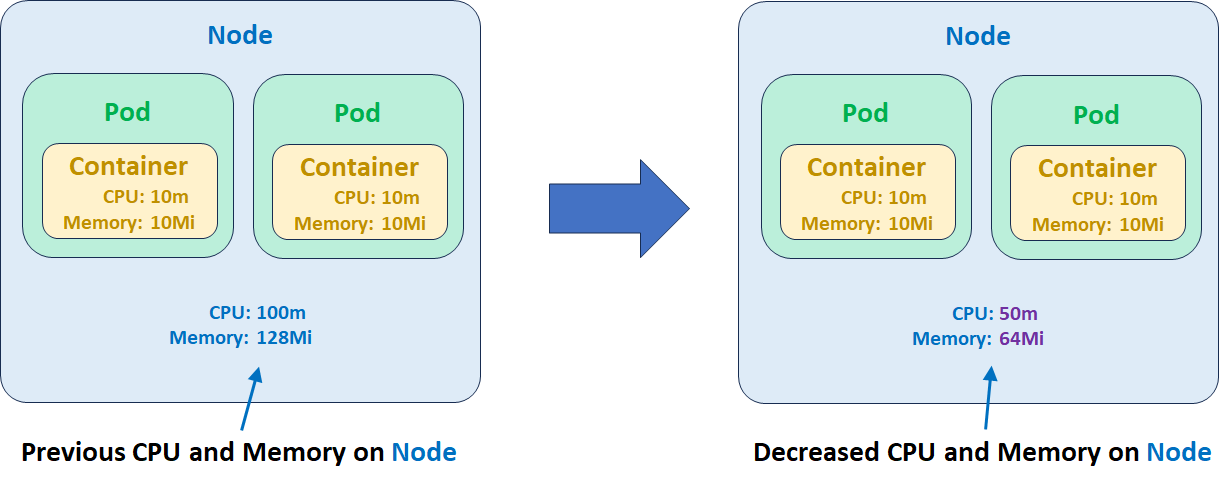 Node
Pod
Container
CPU: 10m
Memory: 10Mi
Pod
Container
CPU: 10m
Memory: 10Mi
CPU: 100m
Memory: 128Mi
Previous CPU and Memory on Node
Node
Pod
Container
CPU: 10m
Memory: 10Mi
Pod
Container
CPU: 10m
Memory: 10Mi
CPU: 50m
Memory: 64Mi
Decreased CPU and Memory on Node